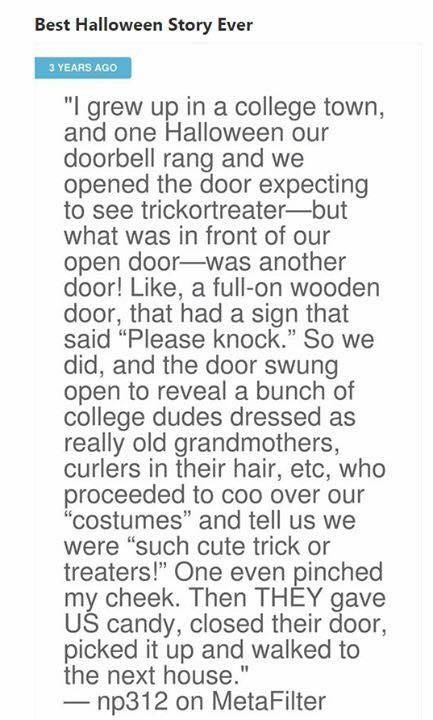 Best Halloween Story Ever
3 YEARS AGO
"I grew up in a college town,
and one Halloween our
doorbell rang and we
opened the door expecting
to see trickortreater—but
what was in front of our
open door—was another
door! Like, a full-on wooden
door, that had a sign that
said “Please knock.” So we
did, and the door swung
open to reveal a bunch of
college dudes dressed as
really old grandmothers,
curlers in their hair, etc, who
proceeded to coo over our
“costumes” and tell us we
were “such cute trick or
treaters!” One even pinched
my cheek. Then THEY gave
US candy, closed their door,
picked it up and walked to
the next house."
— np312 on MetaFilter